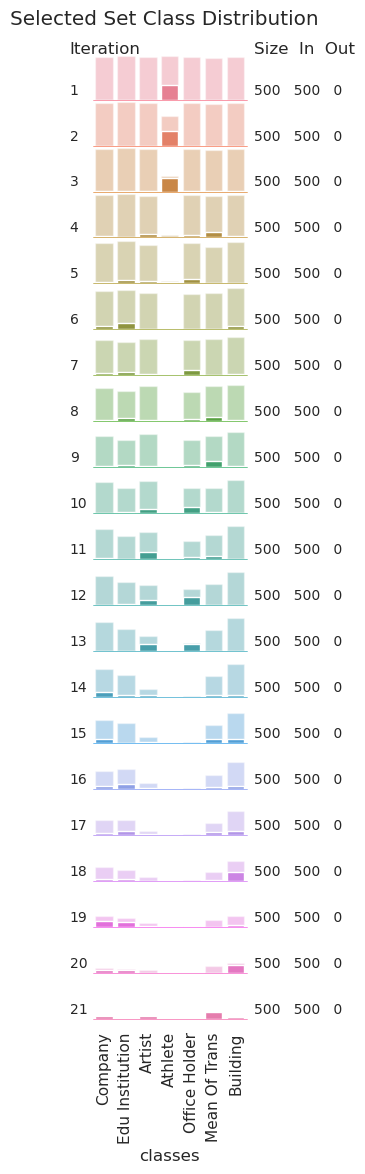 Selected Set Class Distribution
Iteration Size In Out
1 500 500 0
2 500 500 0
3 500 500 0
4 500 500 0
5 500 500 0
6 500 500 0
7 500 500 0
8 500 500 0
9 500 500 0
10 500 500 0
11 500 500 0
12 500 500 0
13 500 500 0
14 500 500 0
15 500 500 0
16 500 500 0
17 500 500 0
18 500 500 0
19 500 500 0
20 500 500 0
21 500 500 0
Company
Edu Institution
Artist
Athlete
Office Holder
Mean Of Trans
Building
classes